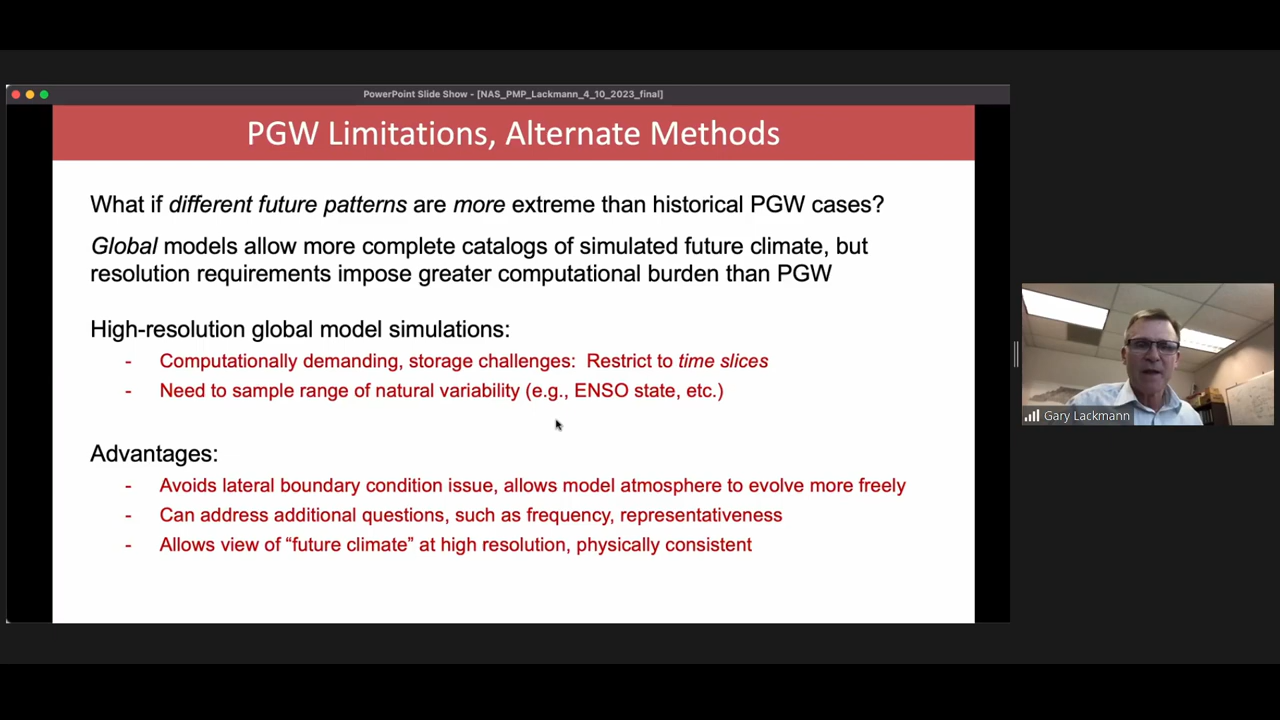 PowerPoint Slide Show - [NAS_PMP_Lackmann_4_10_2023_final]
PGW Limitations, Alternate Methods
What if different future patterns are more extreme than historical PGW cases?
Global models allow more complete catalogs of simulated future climate, but
resolution requirements impose greater computational burden than PGW
High-resolution global model simulations:
- Computationally demanding, storage challenges: Restrict to time slices
- Need to sample range of natural variability (e.g., ENSO state, etc.)
Advantages:
- Avoids lateral boundary condition issue, allows model atmosphere to evolve more freely
- Can address additional questions, such as frequency, representativeness
- Allows view of “future climate” at high resolution, physically consistent
Gary Lackmann